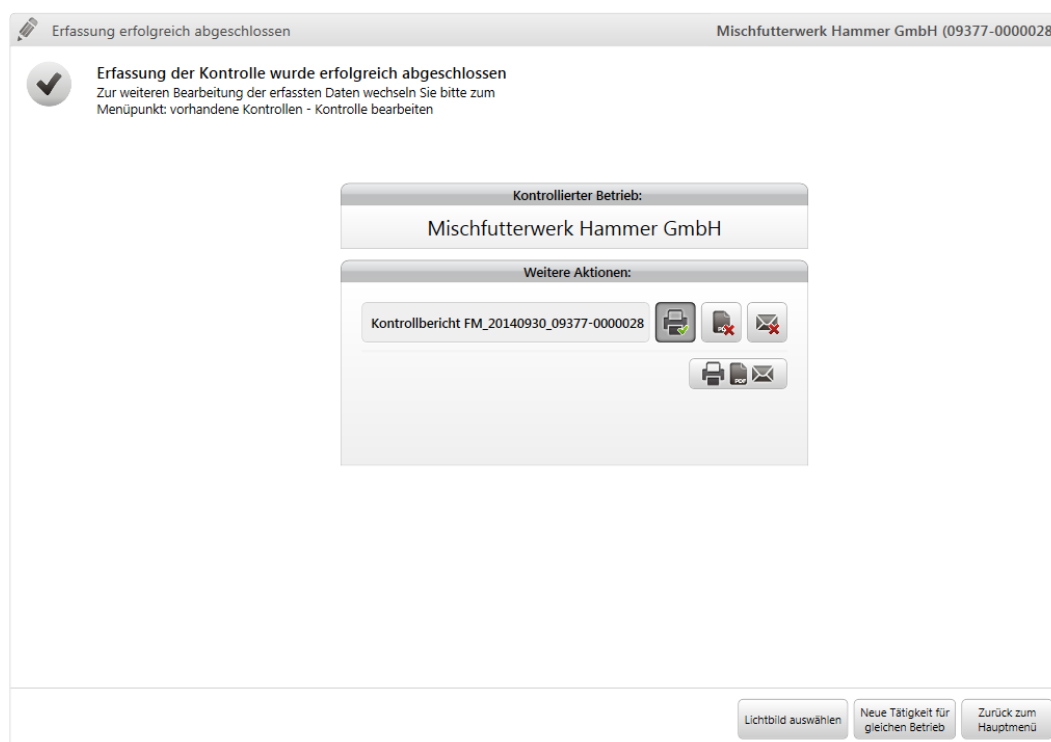 Erfassung erfolgreich abgeschlossen
Mischfutterwerk Hammer GmbH (09377-0000028
Erfassung der Kontrolle wurde erfolgreich abgeschlossen
Zur weiteren Bearbeitung der erfassten Daten wechseln Sie bitte zum
Menüpunkt: vorhandene Kontrollen - Kontrolle bearbeiten
Kontrollierter Betrieb:
Mischfutterwerk Hammer GmbH
Weitere Aktionen:
Kontrollbericht FM_20140930_09377-0000028
PDF
Lichtbild auswählen
Neue Tätigkeit für
gleichen Betrieb
Zurück zum
Hauptmenü